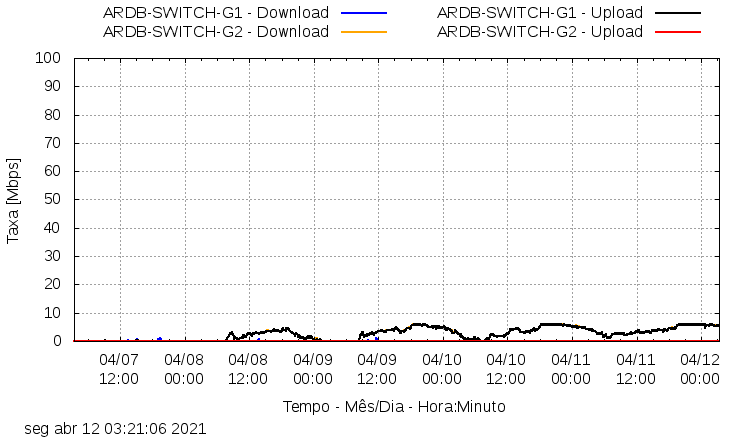 ARDB-SWITCH-G1 - Download
ARDB-SWITCH-G1 - Upload
ARDB-SWITCH-G2 - Download
ARDB-SWITCH-G2 - Upload
100
90
80
70
60
50
40
30
20
10
0
Taxa [Mbps]
04/07 04/08 04/08 04/09 04/09 04/10 04/10 04/11 04/11 04/12
12:00 00:00 12:00 00:00 12:00 00:00 12:00 00:00 12:00 00:00
Tempo - Mês/Dia - Hora:Minuto
seg abr 12 03:21:06 2021